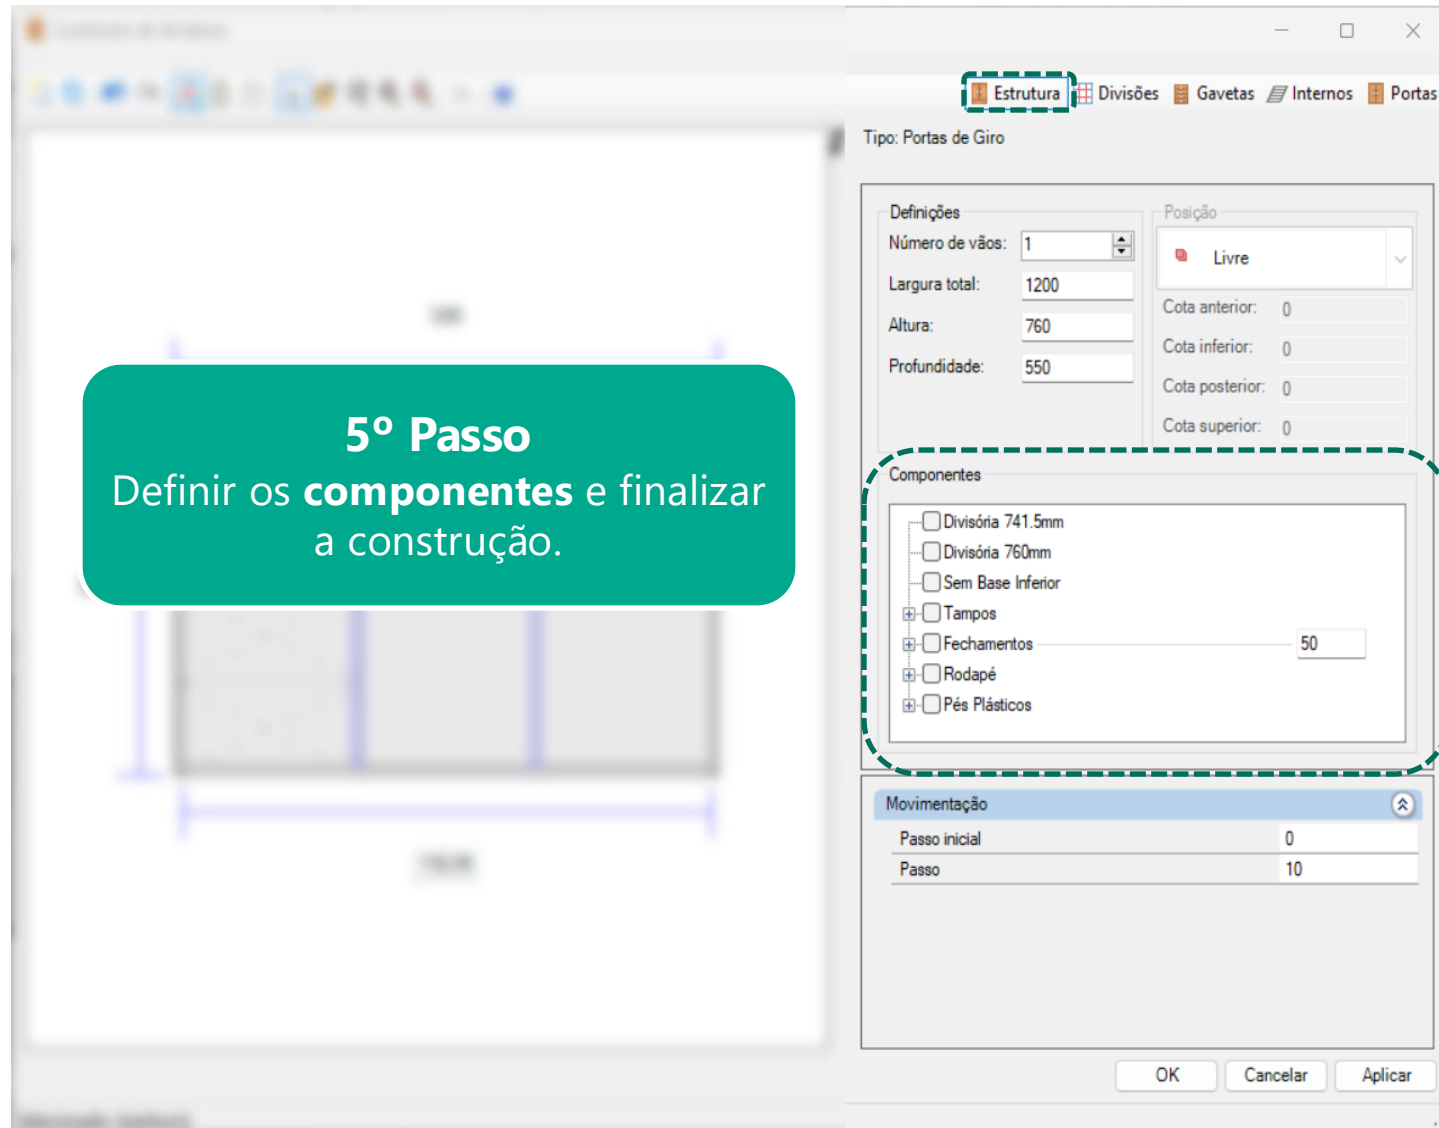 Estrutura Divisões Gavetas Internos Portas
Tipo: Portas de Giro
Definições
Número de vãos: 1
Largura total: 1200
Altura: 760
Profundidade: 550
Posição
Livre
Cota anterior: 0
Cota inferior: 0
Cota posterior: 0
Cota superior: 0
5º Passo
Definir os componentes e finalizar
a construção.
Componentes
Divisória 741.5mm
Divisória 760mm
Sem Base Inferior
Tampos
Fechamentos 50
Rodapé
Pés Plásticos
Movimentação
Passo inicial 0
Passo 10
OK Cancelar Aplicar